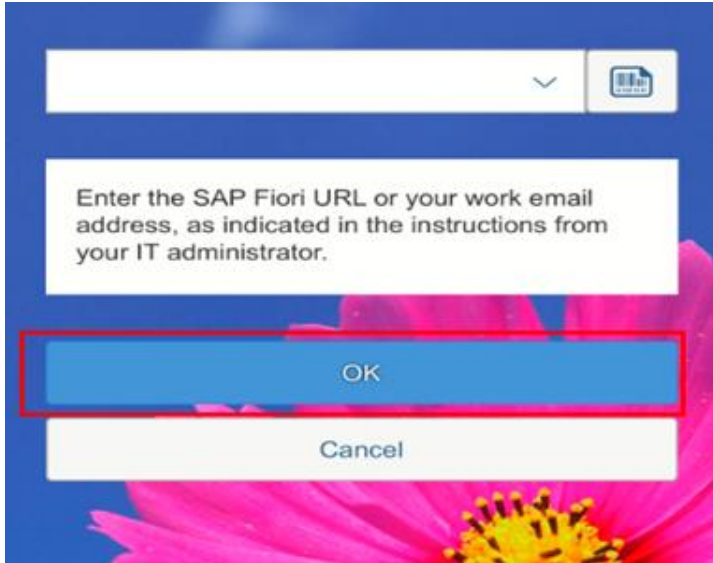 Enter the SAP Fiori URL or your work email
address, as indicated in the instructions from
your IT administrator.
OK
Cancel